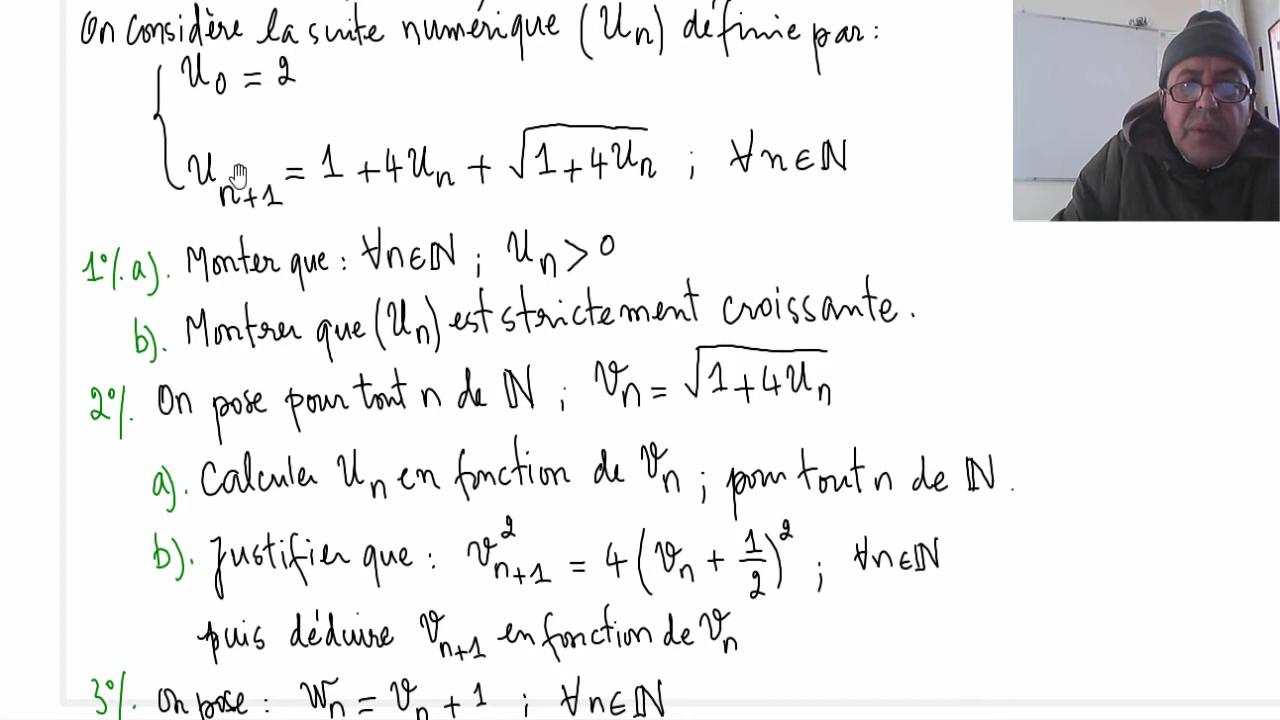 On considère la suite numérique (Un) définie par :
U0 = 2
Un+1 = 1 + 4Un + √(1 + 4Un) ; ∀n∈ℕ
1°/. a). Monter que : ∀n∈ℕ ; Un > 0
b). Montrer que (Un) est strictement croissante.
2°/. On pose pour tout n de ℕ ; Vn = √(1 + 4Un)
a). Calculer Un en fonction de Vn ; pour tout n de ℕ.
b). Justifier que : V²n+1 = 4(Vn + 1/2)² ; ∀n∈ℕ
puis déduire Vn+1 en fonction de Vn
3°/. On pose : Wn = Vn + 1 ; ∀n∈ℕ